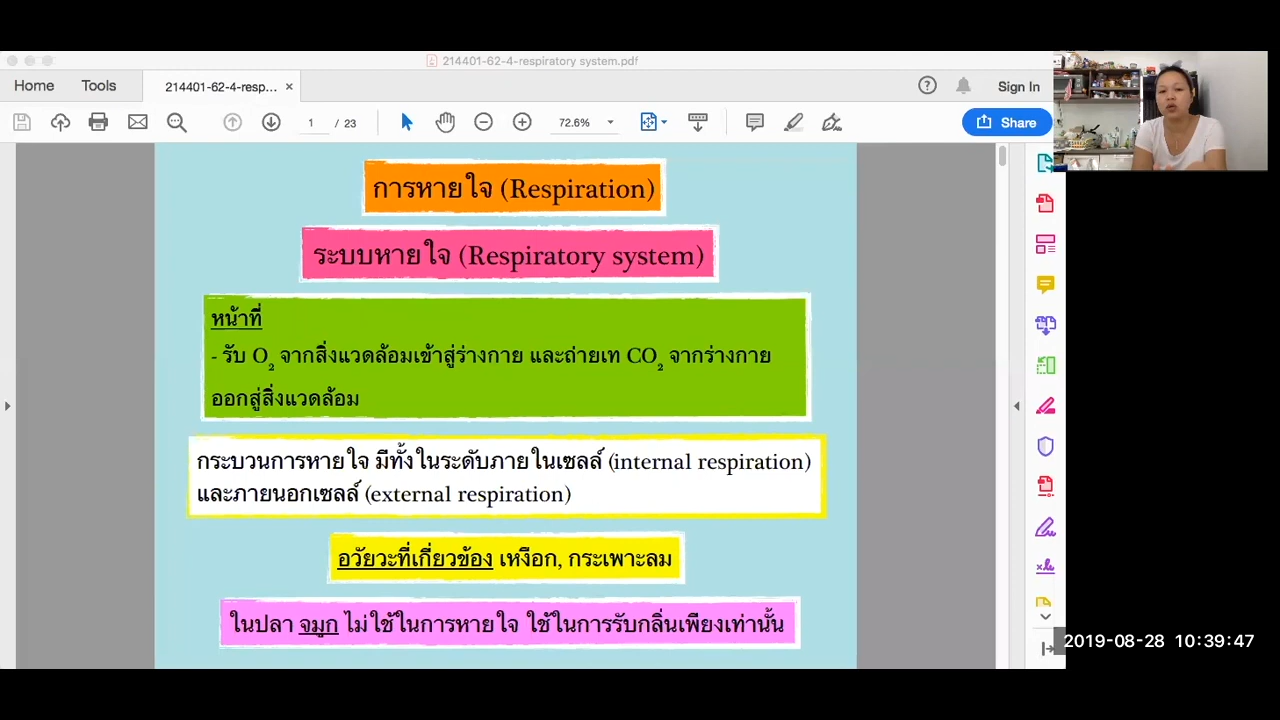 214401-62-4-respiratory system.pdf
Home Tools 214401-62-4-resp... × Sign In
1 / 23 72.6% Share
การหายใจ (Respiration)
ระบบหายใจ (Respiratory system)
หน้าที่
- รับ O₂ จากสิ่งแวดล้อมเข้าสู่ร่างกาย และถ่ายเท CO₂ จากร่างกาย
ออกสู่สิ่งแวดล้อม
กระบวนการหายใจ มีทั้งในระดับภายในเซลล์ (internal respiration)
และภายนอกเซลล์ (external respiration)
อวัยวะที่เกี่ยวข้อง เหงือก, กระเพาะลม
ในปลา จมูก ไม่ใช้ในการหายใจ ใช้ในการรับกลิ่นเพียงเท่านั้น
2019-08-28 10:39:47